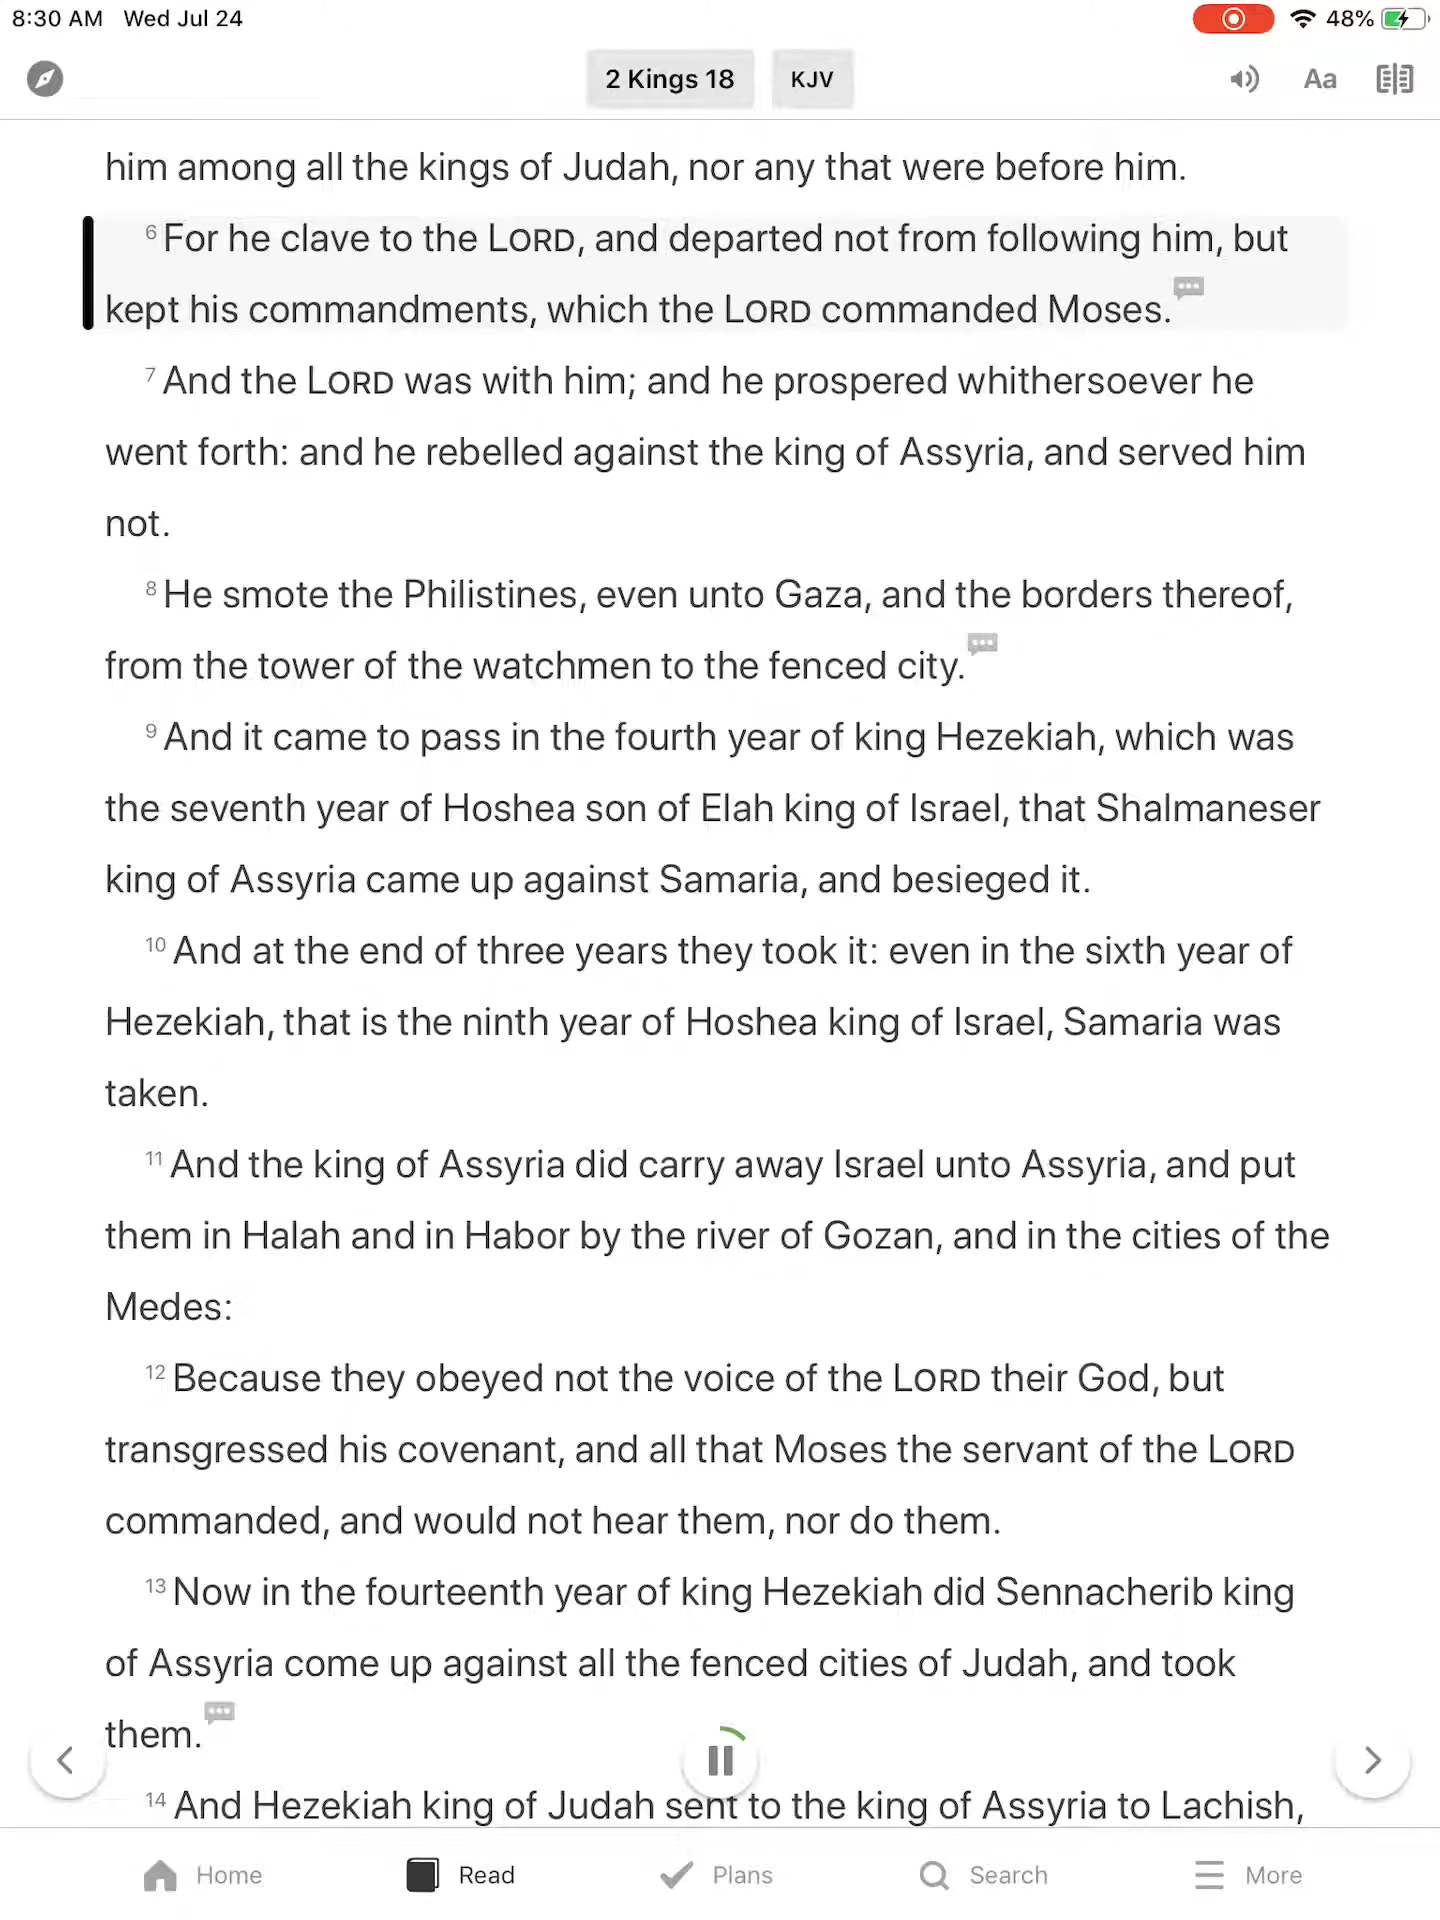 8:30 AM Wed Jul 24 48%
2 Kings 18 KJV Aa
him among all the kings of Judah, nor any that were before him.
6 For he clave to the LORD, and departed not from following him, but
kept his commandments, which the LORD commanded Moses.
7 And the LORD was with him; and he prospered whithersoever he
went forth: and he rebelled against the king of Assyria, and served him
not.
8 He smote the Philistines, even unto Gaza, and the borders thereof,
from the tower of the watchmen to the fenced city.
9 And it came to pass in the fourth year of king Hezekiah, which was
the seventh year of Hoshea son of Elah king of Israel, that Shalmaneser
king of Assyria came up against Samaria, and besieged it.
10 And at the end of three years they took it: even in the sixth year of
Hezekiah, that is the ninth year of Hoshea king of Israel, Samaria was
taken.
11 And the king of Assyria did carry away Israel unto Assyria, and put
them in Halah and in Habor by the river of Gozan, and in the cities of the
Medes:
12 Because they obeyed not the voice of the LORD their God, but
transgressed his covenant, and all that Moses the servant of the LORD
commanded, and would not hear them, nor do them.
13 Now in the fourteenth year of king Hezekiah did Sennacherib king
of Assyria come up against all the fenced cities of Judah, and took
them.
14 And Hezekiah king of Judah sent to the king of Assyria to Lachish,
Home Read Plans Search More